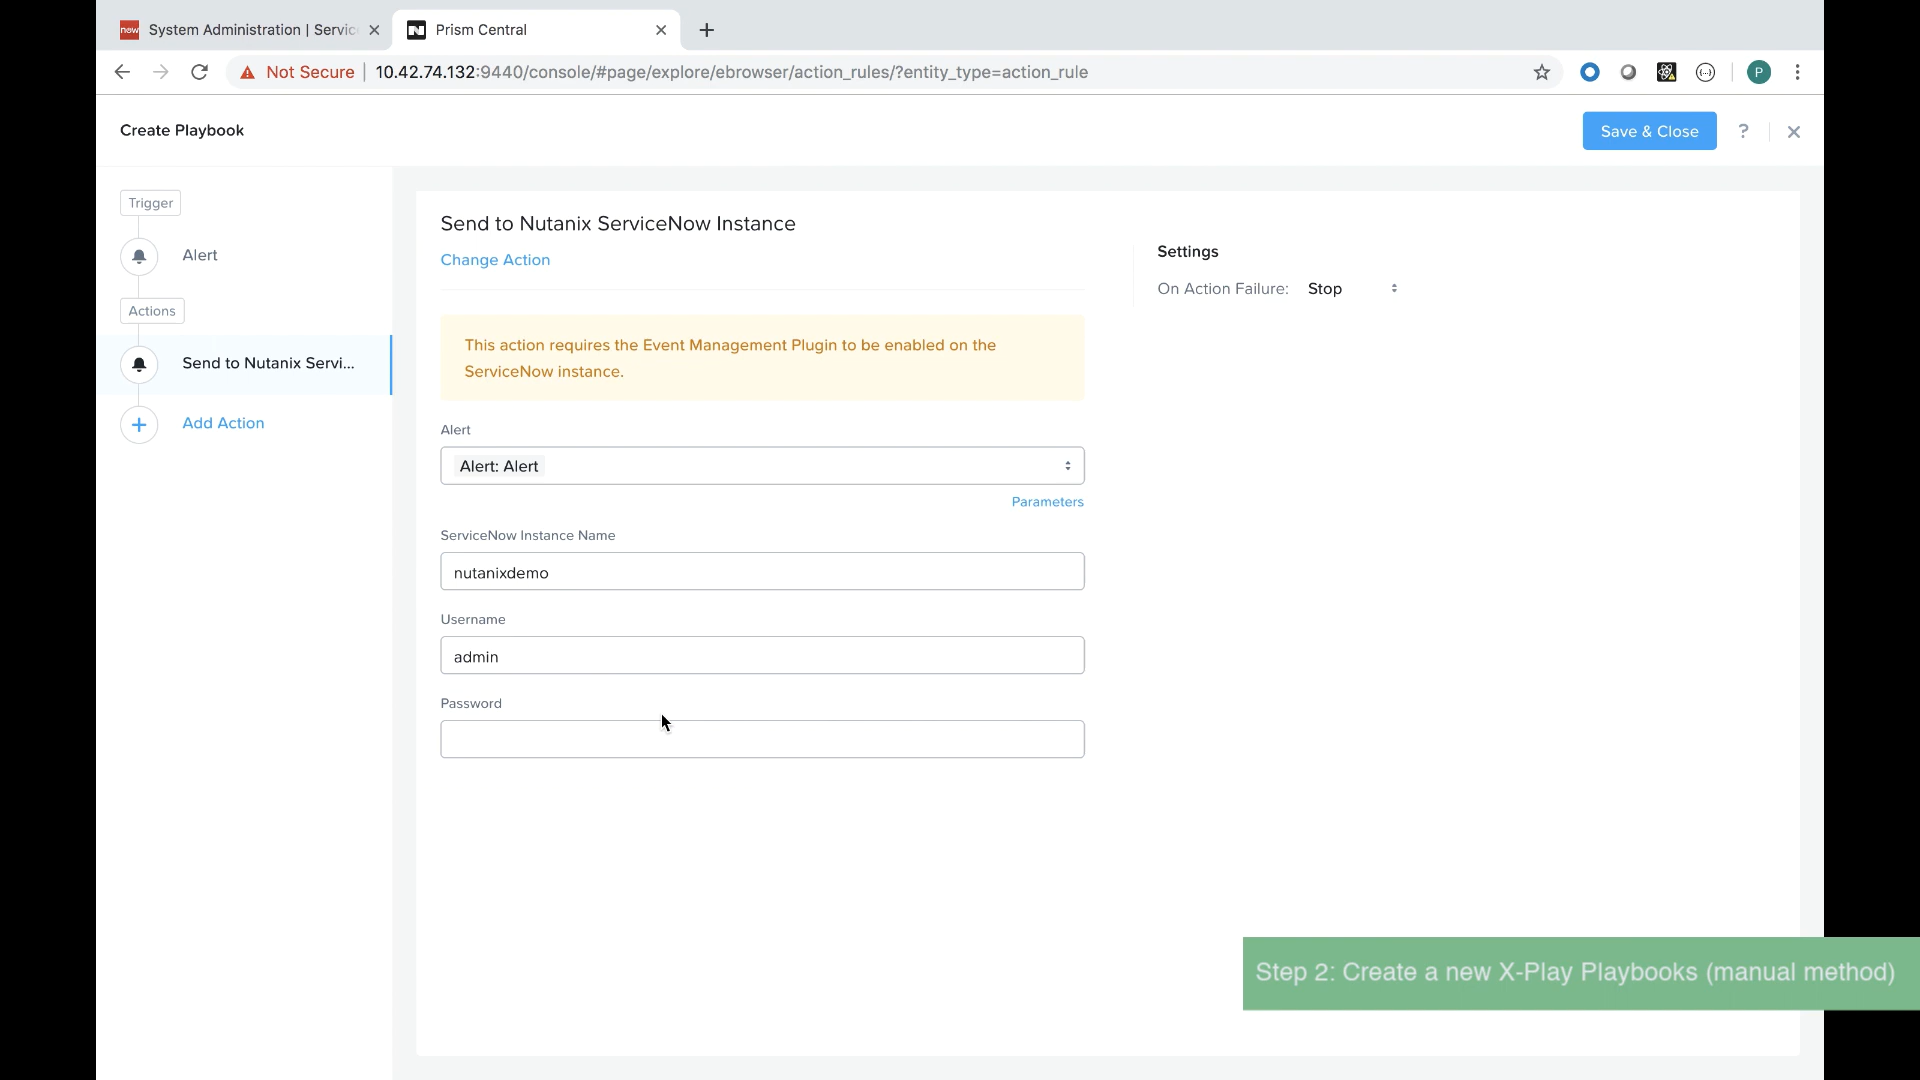 now System Administration | Servic
Prism Central
Not Secure | 10.42.74.132:9440/console/#page/explore/ebrowser/action_rules/?entity_type=action_rule
P
Create Playbook
Save & Close
?
Trigger
Alert
Actions
Send to Nutanix Servi...
Add Action
Send to Nutanix ServiceNow Instance
Change Action
This action requires the Event Management Plugin to be enabled on the
ServiceNow instance.
Alert
Alert: Alert
Parameters
ServiceNow Instance Name
nutanixdemo
Username
admin
Password
Settings
On Action Failure: Stop
Step 2: Create a new X-Play Playbooks (manual method)